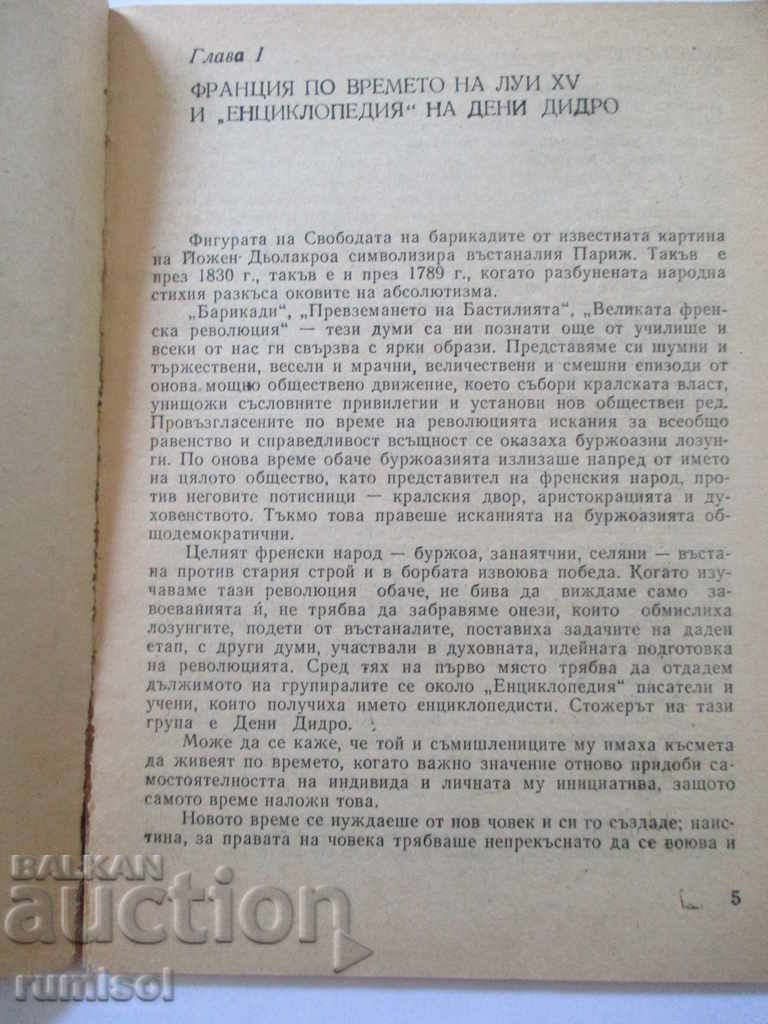 Глава I
ФРАНЦИЯ ПО ВРЕМЕТО НА ЛУИ XV
И „ЕНЦИКЛОПЕДИЯ“ НА ДЕНИ ДИДРО
Фигурата на Свободата на барикадите от известната картина
на Йожен Дьолакроа символизира въстаналия Париж. Такъв е
през 1830 г., такъв е и през 1789 г., когато разбунената народна
стихия разкъса оковите на абсолютизма.
„Барикади“, „Превземането на Бастилията“, „Великата френ-
ска революция“ — тези думи са ни познати още от училище и
всеки от нас ги свързва с ярки образи. Представяме си шумни и
тържествени, весели и мрачни, величествени и смешни епизоди от
онова мощно обществено движение, което събори кралската власт,
унищожи съсловните привилегии и установи нов обществен ред.
Провъзгласените по време на революцията искания за всеобщо
равенство и справедливост всъщност се оказаха буржоазни лозун-
ги. По онова време обаче буржоазията излизаше напред от името
на цялото общество, като представител на френския народ, про-
тив неговите потисници — кралския двор, аристокрацията и ду-
ховенството. Тъкмо това правеше исканията на буржоазията об-
щодемократични.
Целият френски народ — буржоа, занаятчии, селяни — въста-
на против стария строй и в борбата извоюва победа. Когато изу-
чаваме тази революция обаче, не бива да виждаме само за-
воевайията ѝ, не трябва да забравяме онези, които обмислиха
лозунгите, подети от въстаналите, поставиха задачите на даден
етап, с други думи, участвали в духовната, идейната подготовка
на революцията. Сред тях на първо място трябва да отдадем
дължимото на групиралите се около „Енциклопедия“ писатели и
учени, които получиха името енциклопедисти. Стожерът на тази
група е Дени Дидро.
Може да се каже, че той и съмишлениците му имаха късмета
да живеят по времето, когато важно значение отново придоби са-
мостоятелността на индивида и личната му инициатива, защото
самото време наложи това.
Новото време се нуждаеше от нов човек и си го създаде; наис-
тина, за правата на човека трябваше непрекъснато да се воюва и
5
BALKAN
auction
rumisol